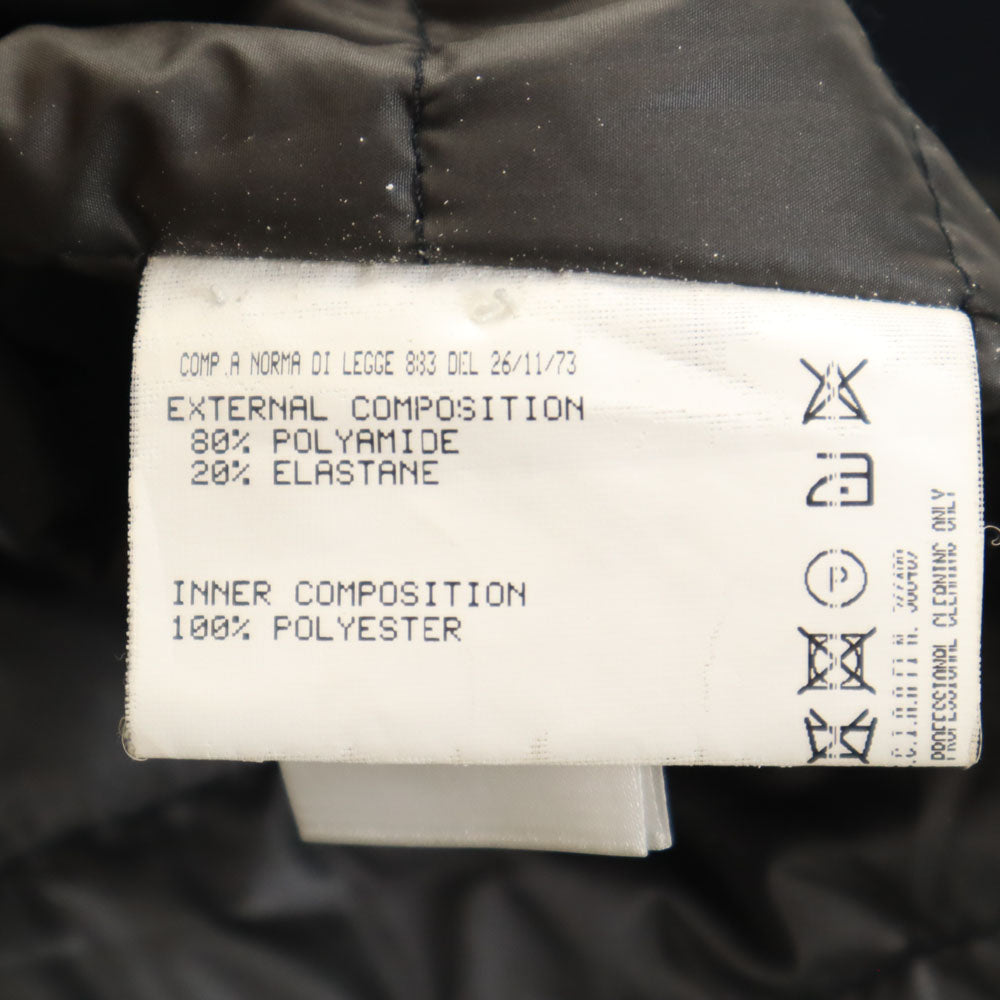 COMP.A NORMA DI LEGGE 883 DEL 26/11/73
EXTERNAL COMPOSITION
80% POLYAMIDE
20% ELASTANE
INNER COMPOSITION
100% POLYESTER
P
PROFESSIONAL CLEANING ONLY